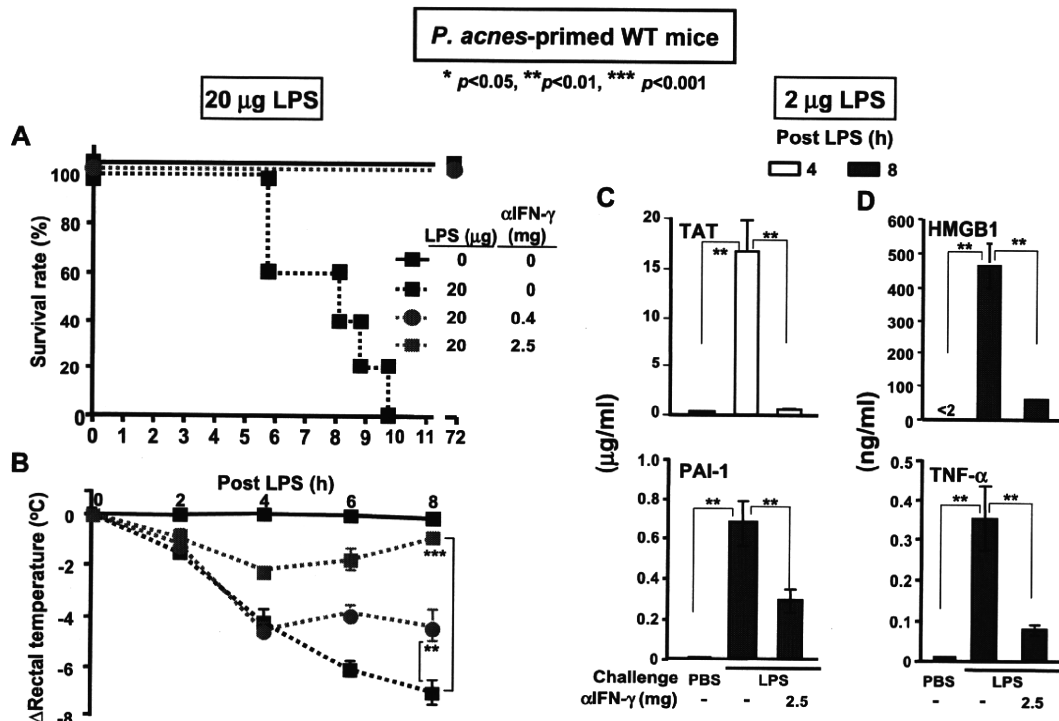 P. acnes-primed WT mice
* p<0.05, **p<0.01, *** p<0.001
20 μg LPS
2 μg LPS
Post LPS (h)
4 8
A
Survival rate (%)
100
80
60
40
20
0
0 1 2 3 4 5 6 7 8 9 10 11 72
LPS (μg) αIFN-γ (mg)
0 0
20 0
20 0.4
20 2.5
B
Post LPS (h)
0 2 4 6 8
ΔRectal temperature (ºC)
0
-2
-4
-6
-8
***
**
C
TAT
(μg/ml)
20
15
10
5
0
** **
PAI-1
0.8
0.6
0.4
0.2
0
** **
Challenge PBS LPS
αIFN-γ (mg) - - 2.5
D
HMGB1
(ng/ml)
600
500
400
300
200
100
0
** **
<2
TNF-α
0.5
0.4
0.3
0.2
0.1
0
** **
PBS LPS
- - 2.5